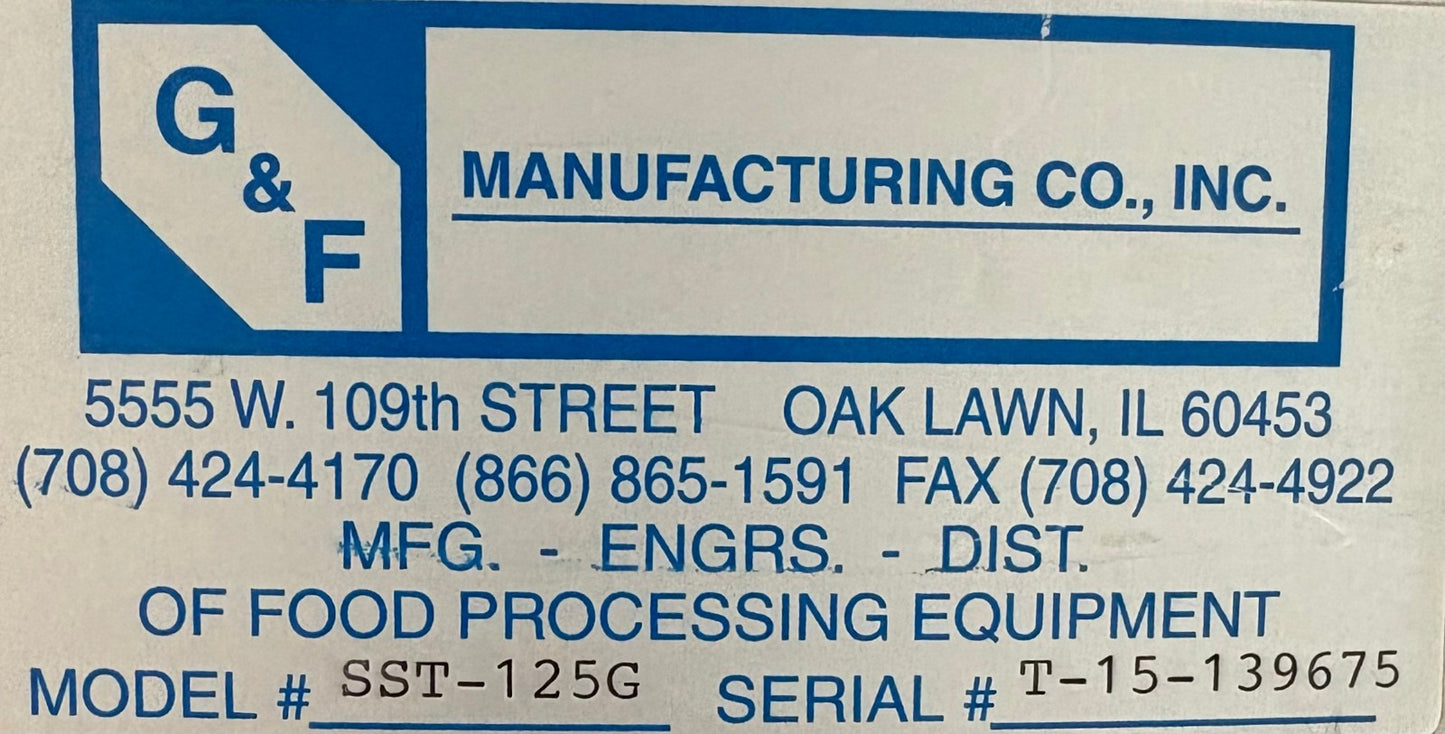 G & F
MANUFACTURING CO., INC.
5555 W. 109th STREET OAK LAWN, IL 60453
(708) 424-4170 (866) 865-1591 FAX (708) 424-4922
MFG. - ENGRS. - DIST.
OF FOOD PROCESSING EQUIPMENT
MODEL # SST-125G SERIAL # T-15-139675